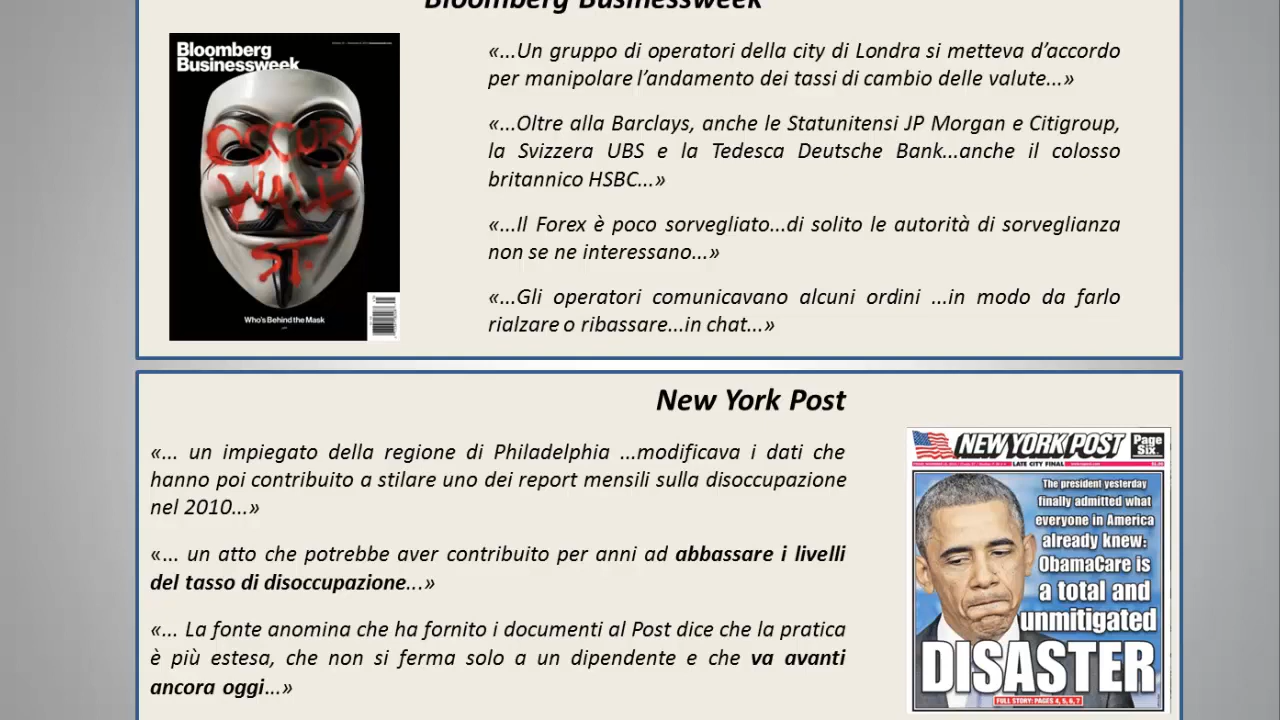 Bloomberg Businessweek
Bloomberg
Businessweek
OCCUPY
WALL
ST.
Who's Behind the Mask
«...Un gruppo di operatori della city di Londra si metteva d'accordo
per manipolare l'andamento dei tassi di cambio delle valute...»
«...Oltre alla Barclays, anche le Statunitensi JP Morgan e Citigroup,
la Svizzera UBS e la Tedesca Deutsche Bank...anche il colosso
britannico HSBC...»
«...Il Forex è poco sorvegliato...di solito le autorità di sorveglianza
non se ne interessano...»
«...Gli operatori comunicavano alcuni ordini ...in modo da farlo
rialzare o ribassare...in chat...»
New York Post
«... un impiegato della regione di Philadelphia ...modificava i dati che
hanno poi contribuito a stilare uno dei report mensili sulla disoccupazione
nel 2010...»
«... un atto che potrebbe aver contribuito per anni ad abbassare i livelli
del tasso di disoccupazione...»
«... La fonte anomina che ha fornito i documenti al Post dice che la pratica
è più estesa, che non si ferma solo a un dipendente e che va avanti
ancora oggi...»
NEW YORK POST
Page
Six
LATE CITY FINAL
The president yesterday
finally admitted what
everyone in America
already knew:
ObamaCare is
a total and
unmitigated
DISASTER
FULL STORY: PAGES 4, 5, 6, 7